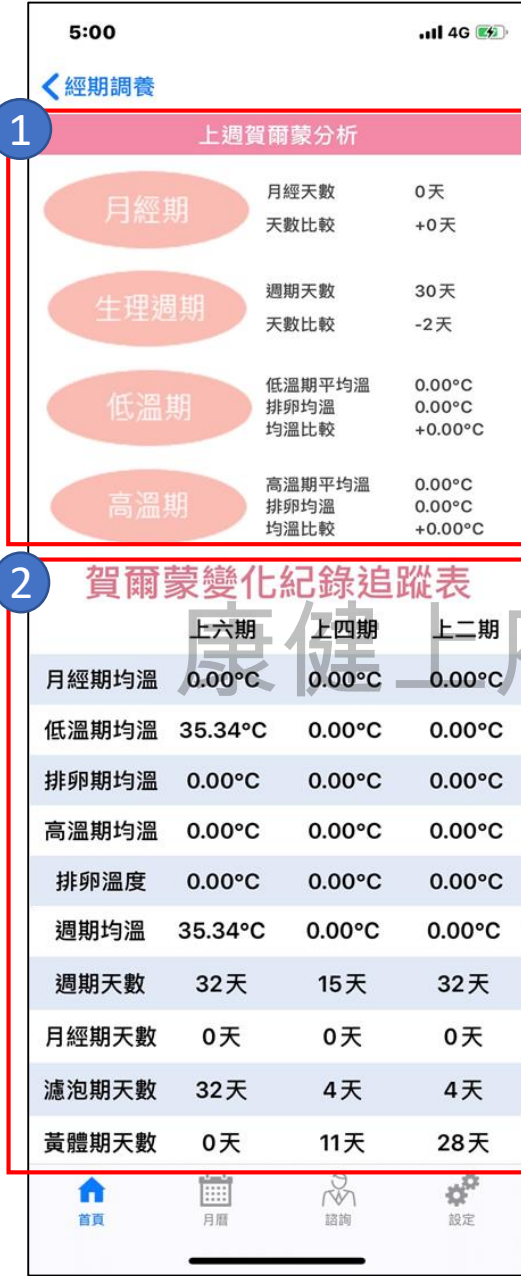 5:00 4G
經期調養
1
上週賀爾蒙分析
月經期
月經天數 0天
天數比較 +0天
生理週期
週期天數 30天
天數比較 -2天
低溫期
低溫期平均溫 0.00°C
排卵均溫 0.00°C
均溫比較 +0.00°C
高溫期
高溫期平均溫 0.00°C
排卵均溫 0.00°C
均溫比較 +0.00°C
2
賀爾蒙變化紀錄追蹤表
康健上
上六期 上四期 上二期
月經期均溫 0.00°C 0.00°C 0.00°C
低溫期均溫 35.34°C 0.00°C 0.00°C
排卵期均溫 0.00°C 0.00°C 0.00°C
高溫期均溫 0.00°C 0.00°C 0.00°C
排卵溫度 0.00°C 0.00°C 0.00°C
週期均溫 35.34°C 0.00°C 0.00°C
週期天數 32天 15天 32天
月經期天數 0天 0天 0天
濾泡期天數 32天 4天 4天
黃體期天數 0天 11天 28天
首頁 月曆 諮詢 設定